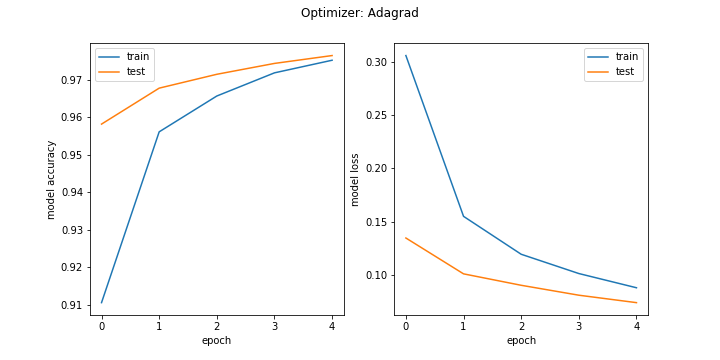 Optimizer: Adagrad
model accuracy
0.97
0.96
0.95
0.94
0.93
0.92
0.91
train
test
0 1 2 3 4
epoch
model loss
0.30
0.25
0.20
0.15
0.10
train
test
0 1 2 3 4
epoch